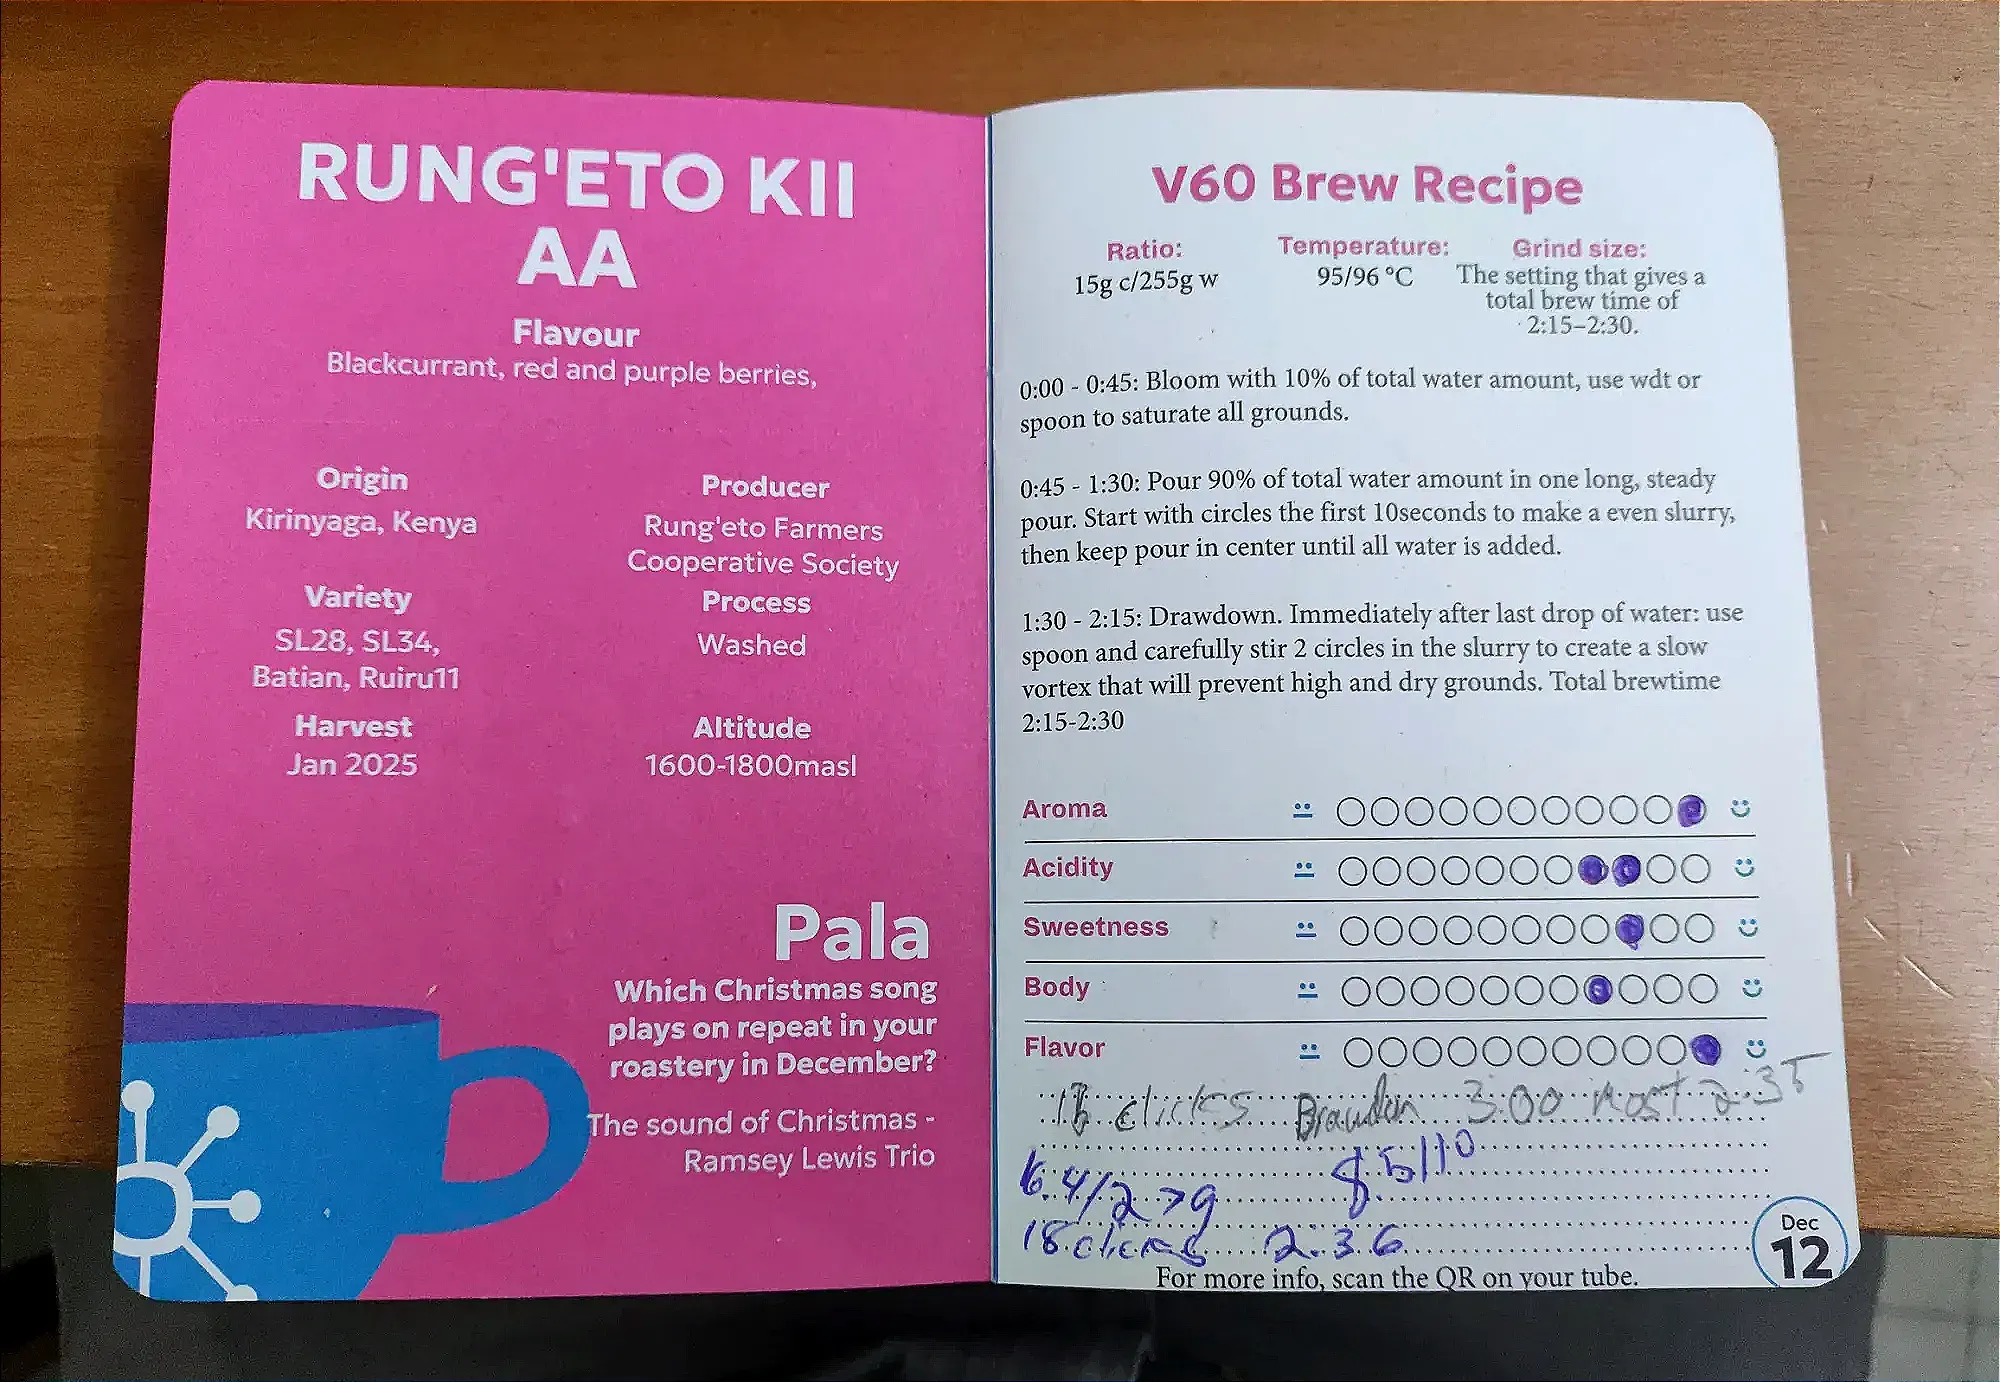 RUNG'ETO KII
AA
Flavour
Blackcurrant, red and purple berries,
Origin
Kirinyaga, Kenya
Producer
Rung'eto Farmers
Cooperative Society
Variety
SL28, SL34,
Batian, Ruiru11
Process
Washed
Harvest
Jan 2025
Altitude
1600-1800masl
Pala
Which Christmas song
plays on repeat in your
roastery in December?
The sound of Christmas -
Ramsey Lewis Trio
V60 Brew Recipe
Ratio:
15g c/255g w
Temperature:
95/96 °C
Grind size:
The setting that gives a
total brew time of
2:15–2:30.
0:00 - 0:45: Bloom with 10% of total water amount, use wdt or
spoon to saturate all grounds.
0:45 - 1:30: Pour 90% of total water amount in one long, steady
pour. Start with circles the first 10seconds to make a even slurry,
then keep pour in center until all water is added.
1:30 - 2:15: Drawdown. Immediately after last drop of water: use
spoon and carefully stir 2 circles in the slurry to create a slow
vortex that will prevent high and dry grounds. Total brewtime
2:15-2:30
Aroma
Acidity
Sweetness
Body
Flavor
clicks 3:00 2:35
8.5/10
6.4/2 >9
18 clicks 2.36
For more info, scan the QR on your tube.
Dec
12